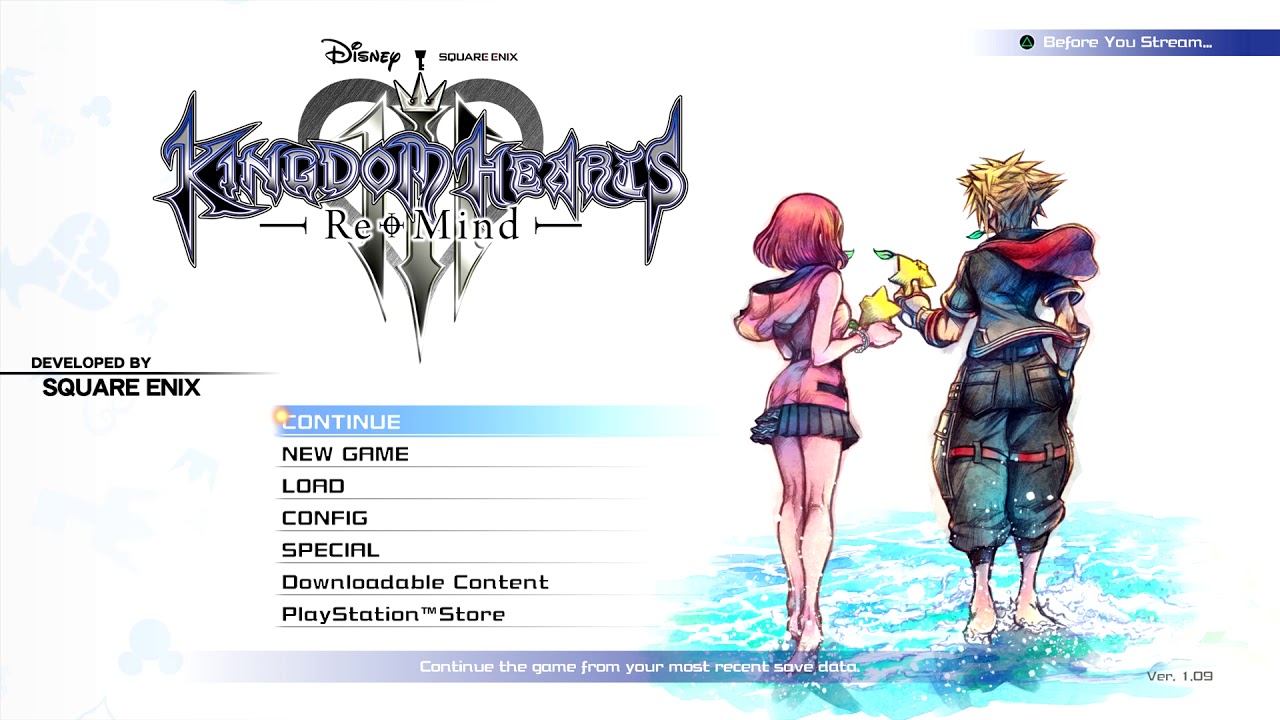 Disney SQUARE ENIX
Before You Stream...
KINGDOM HEARTS
III
Re Mind
DEVELOPED BY
SQUARE ENIX
CONTINUE
NEW GAME
LOAD
CONFIG
SPECIAL
Downloadable Content
PlayStation™Store
Continue the game from your most recent save data.
Ver. 1.09